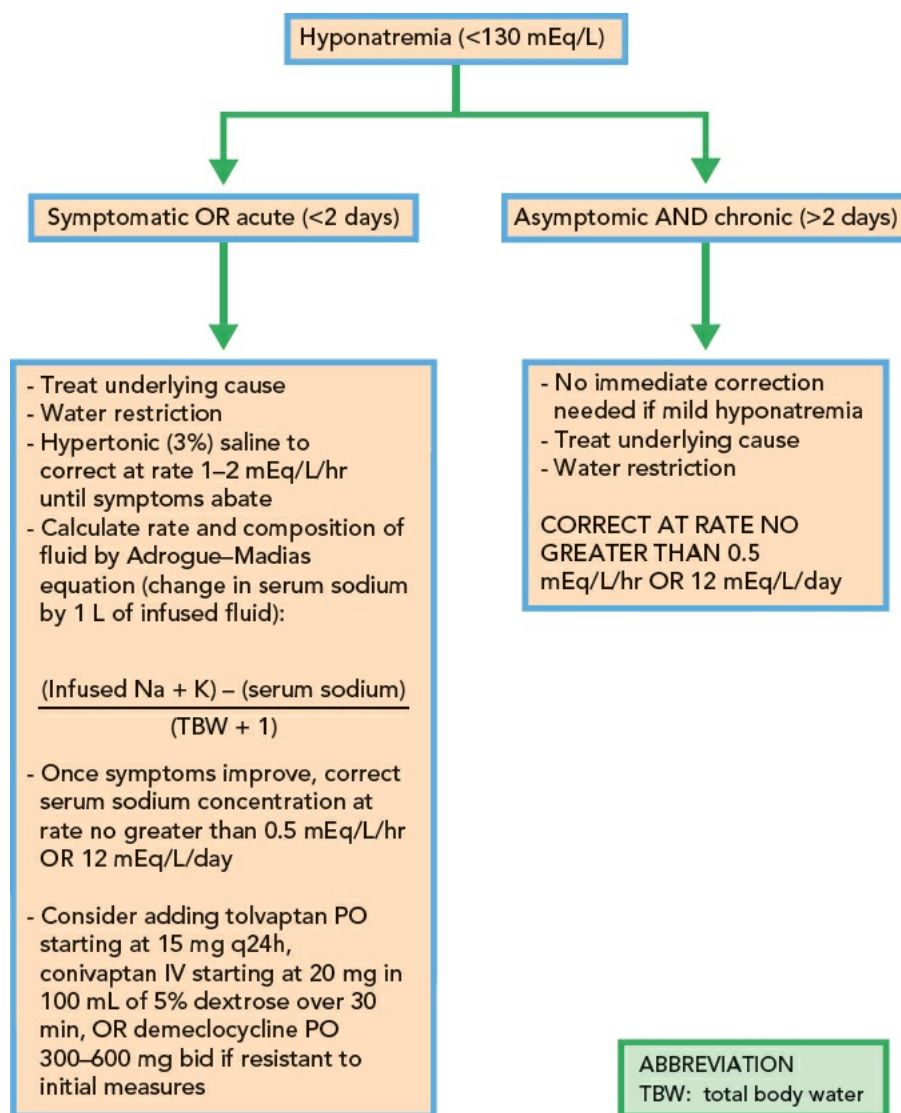 Hyponatremia (<130 mEq/L)
Symptomatic OR acute (<2 days)
Asymptomic AND chronic (>2 days)
- Treat underlying cause
- Water restriction
- Hypertonic (3%) saline to
correct at rate 1–2 mEq/L/hr
until symptoms abate
- Calculate rate and composition of
fluid by Adrogue–Madias
equation (change in serum sodium
by 1 L of infused fluid):
(Infused Na + K) – (serum sodium)
(TBW + 1)
- Once symptoms improve, correct
serum sodium concentration at
rate no greater than 0.5 mEq/L/hr
OR 12 mEq/L/day
- Consider adding tolvaptan PO
starting at 15 mg q24h,
conivaptan IV starting at 20 mg in
100 mL of 5% dextrose over 30
min, OR demeclocycline PO
300–600 mg bid if resistant to
initial measures
- No immediate correction
needed if mild hyponatremia
- Treat underlying cause
- Water restriction
CORRECT AT RATE NO
GREATER THAN 0.5
mEq/L/hr OR 12 mEq/L/day
ABBREVIATION
TBW: total body water